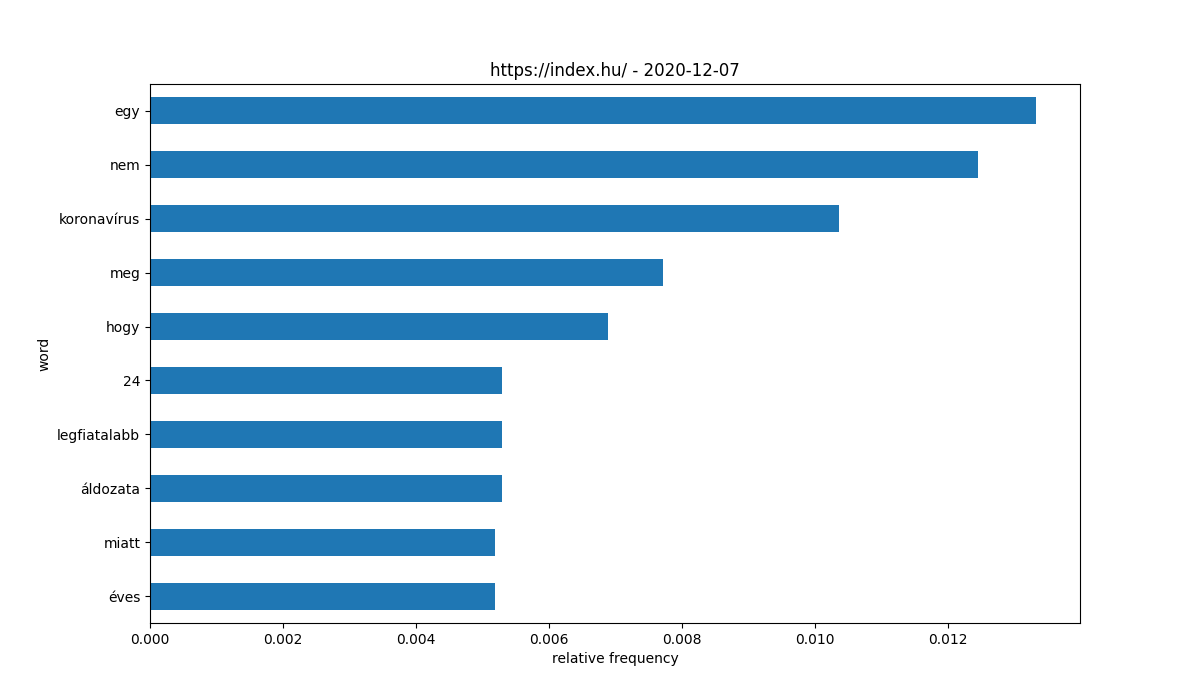 https://index.hu/ - 2020-12-07
egy
nem
koronavírus
meg
hogy
24
legfiatalabb
áldozata
miatt
éves
word
0.000 0.002 0.004 0.006 0.008 0.010 0.012
relative frequency